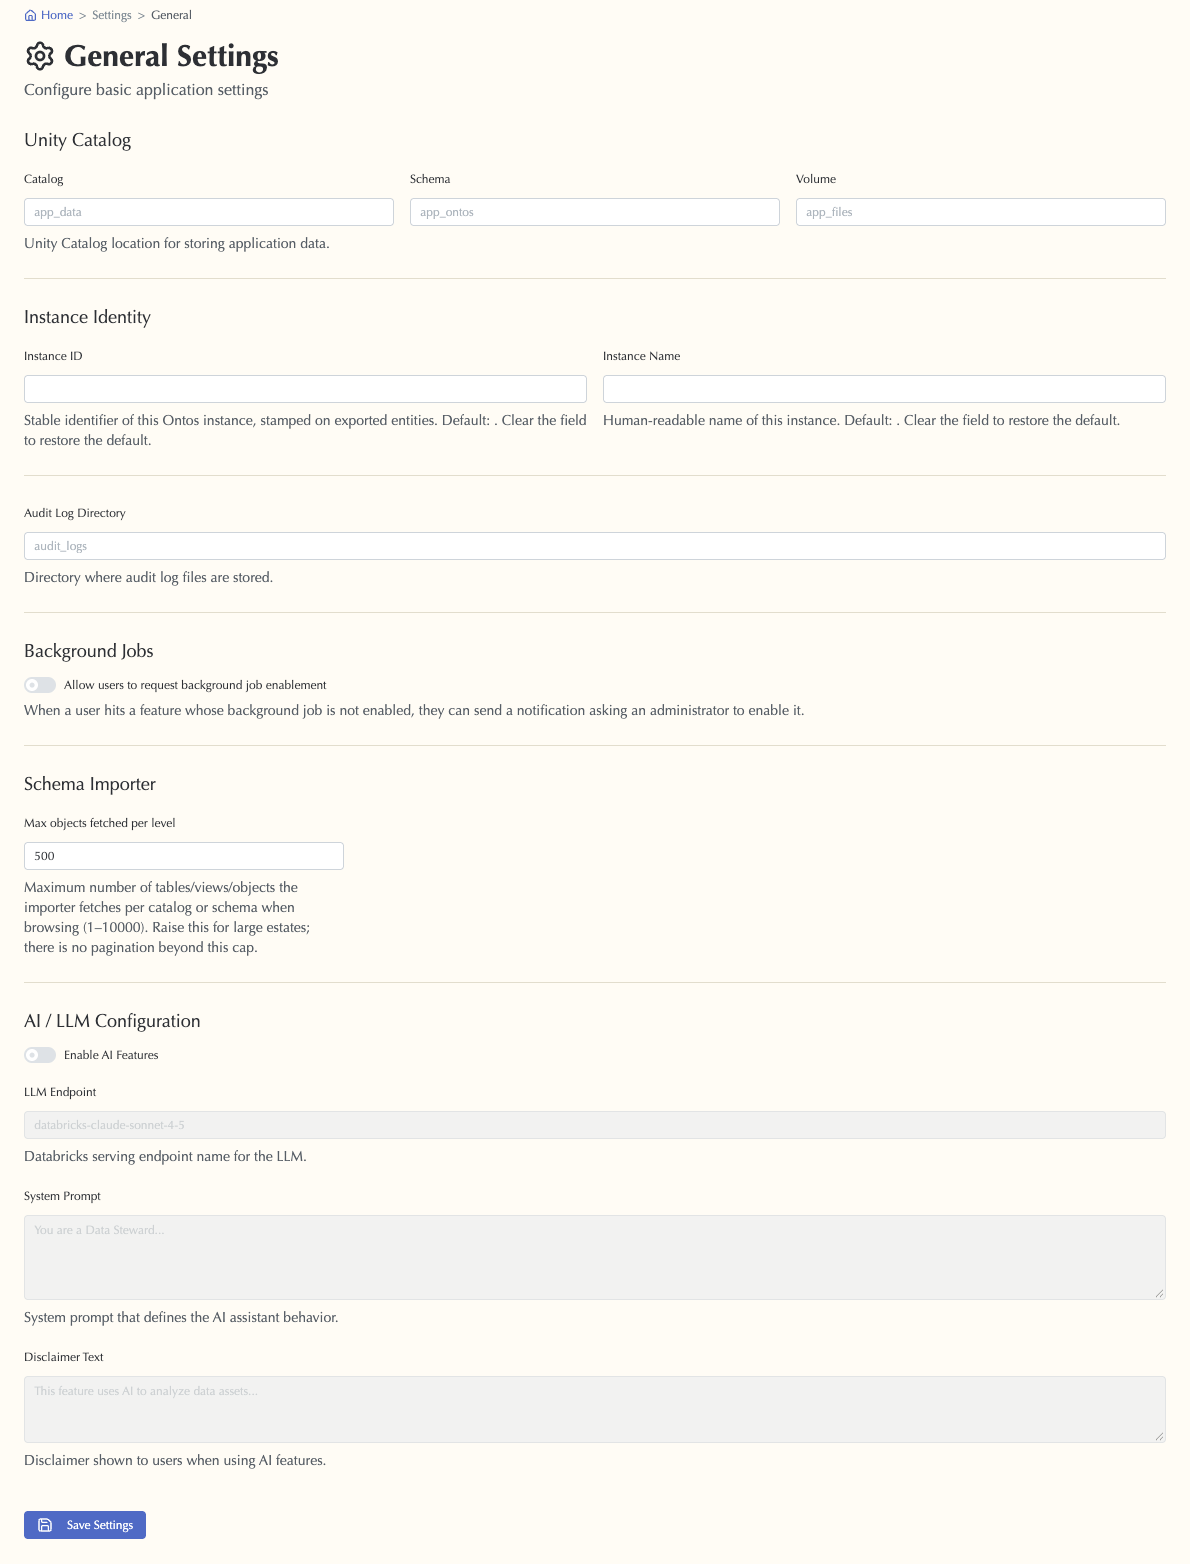 Home > Settings > General
General Settings
Configure basic application settings
Unity Catalog
Catalog Schema Volume
app_data app_ontos app_files
Unity Catalog location for storing application data.
Instance Identity
Instance ID Instance Name
Stable identifier of this Ontos instance, stamped on exported entities. Default: . Clear the field
to restore the default.
Human-readable name of this instance. Default: . Clear the field to restore the default.
Audit Log Directory
audit_logs
Directory where audit log files are stored.
Background Jobs
Allow users to request background job enablement
When a user hits a feature whose background job is not enabled, they can send a notification asking an administrator to enable it.
Schema Importer
Max objects fetched per level
500
Maximum number of tables/views/objects the
importer fetches per catalog or schema when
browsing (1–10000). Raise this for large estates;
there is no pagination beyond this cap.
AI / LLM Configuration
Enable AI Features
LLM Endpoint
databricks-claude-sonnet-4-5
Databricks serving endpoint name for the LLM.
System Prompt
You are a Data Steward...
System prompt that defines the AI assistant behavior.
Disclaimer Text
This feature uses AI to analyze data assets...
Disclaimer shown to users when using AI features.
Save Settings